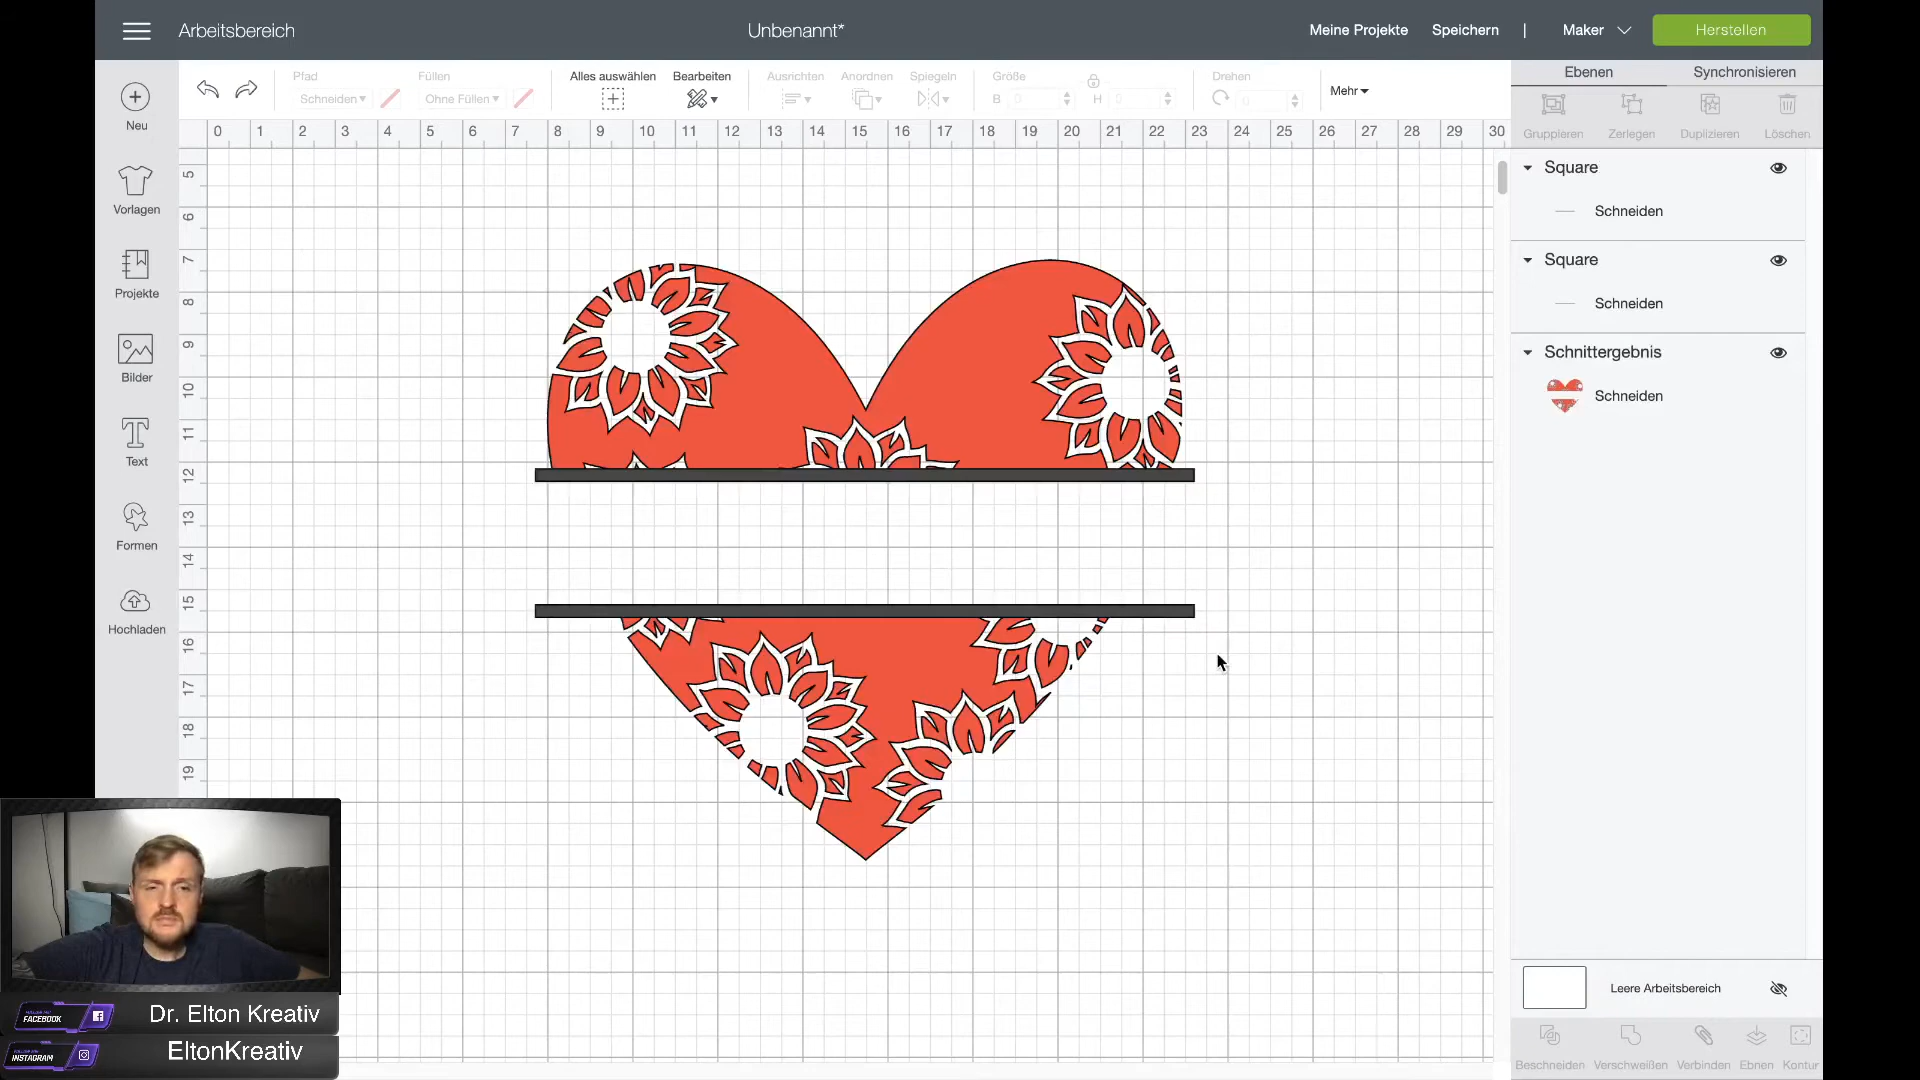 Arbeitsbereich
Unbenannt*
Meine Projekte Speichern | Maker Herstellen
Neu
Vorlagen
Projekte
Bilder
Text
Formen
Hochladen
Pfad
Schneiden
Füllen
Ohne Füllen
Alles auswählen
Bearbeiten
Ausrichten
Anordnen
Spiegeln
Größe
B 0 H 0
Drehen
0
Mehr
0 1 2 3 4 5 6 7 8 9 10 11 12 13 14 15 16 17 18 19 20 21 22 23 24 25 26 27 28 29 30
5
6
7
8
9
10
11
12
13
14
15
16
17
18
19
Ebenen Synchronisieren
Gruppieren Zerlegen Duplizieren Löschen
Square
Schneiden
Square
Schneiden
Schnittergebnis
Schneiden
Leere Arbeitsbereich
Beschneiden Verschweißen Verbinden Ebnen Kontur
FACEBOOK
Dr. Elton Kreativ
INSTAGRAM
EltonKreativ